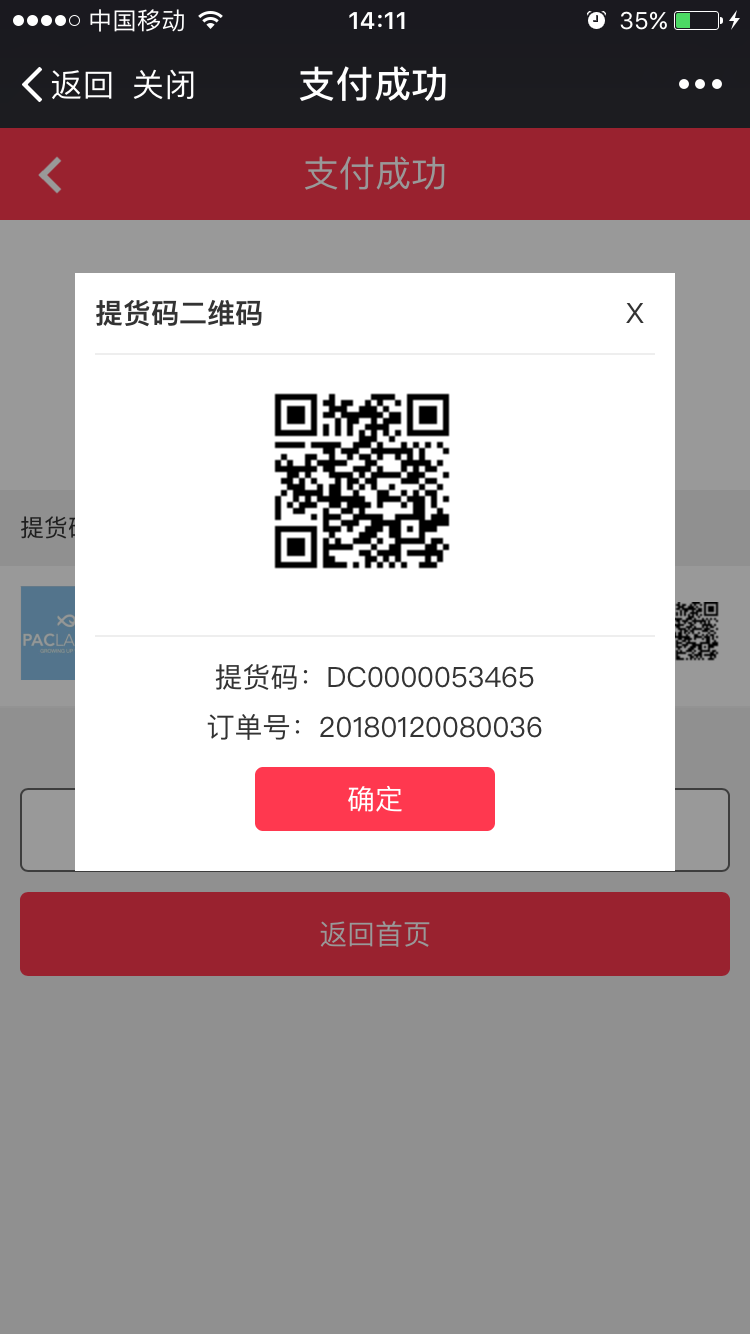 中国移动 14:11 35%
返回 关闭 支付成功
支付成功
提货码二维码 X
提货
PACLA
提货码：DC0000053465
订单号：20180120080036
确定
返回首页